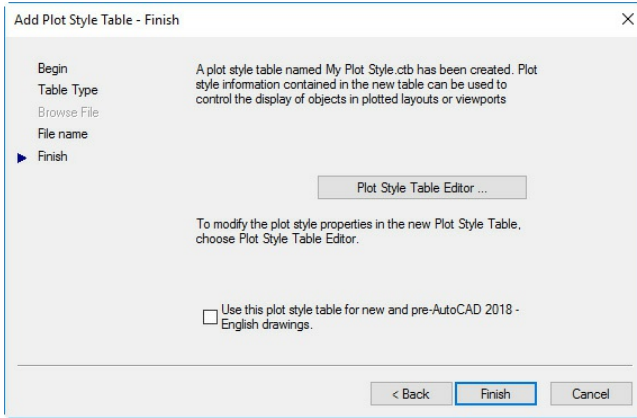 Add Plot Style Table - Finish
Begin
Table Type
Browse File
File name
Finish
A plot style table named My Plot Style.ctb has been created. Plot
style information contained in the new table can be used to
control the display of objects in plotted layouts or viewports
Plot Style Table Editor ...
To modify the plot style properties in the new Plot Style Table,
choose Plot Style Table Editor.
Use this plot style table for new and pre-AutoCAD 2018 -
English drawings.
< Back
Finish
Cancel